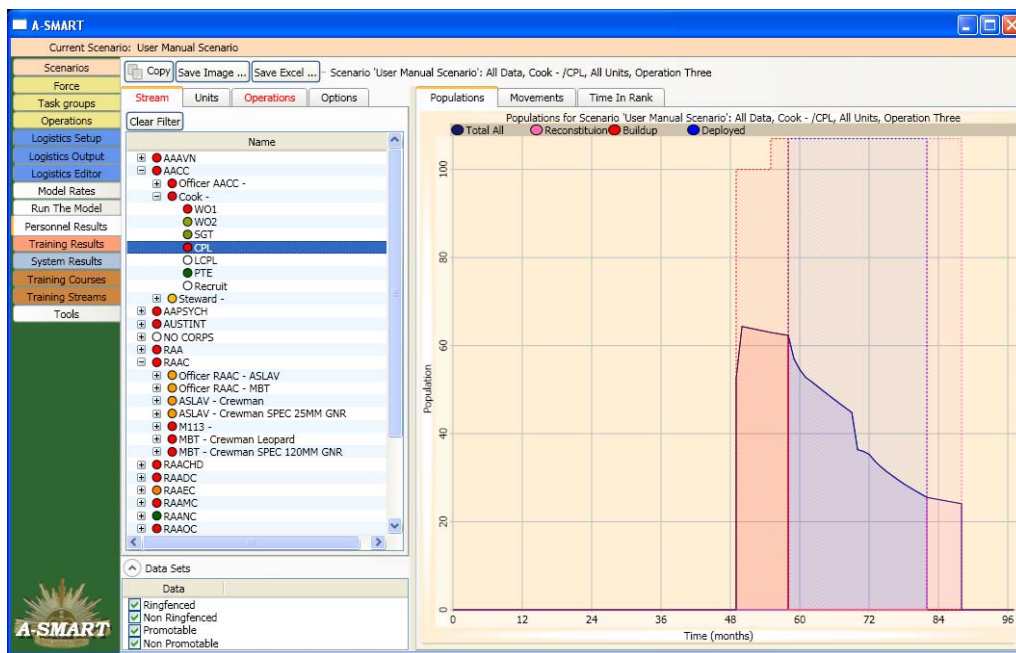 A-SMART
Current Scenario: User Manual Scenario
Scenarios
Force
Task groups
Operations
Logistics Setup
Logistics Output
Logistics Editor
Model Rates
Run The Model
Personnel Results
Training Results
System Results
Training Courses
Training Streams
Tools
A-SMART
Copy Save Image ... Save Excel ... - Scenario 'User Manual Scenario': All Data, Cook - /CPL, All Units, Operation Three
Stream Units Operations Options
Clear Filter
Name
AAAVN
AACC
Officer AACC -
Cook -
WO1
WO2
SGT
CPL
LCPL
PTE
Recruit
Steward -
AAPSYCH
AUSTINT
NO CORPS
RAA
RAAC
Officer RAAC - ASLAV
Officer RAAC - MBT
ASLAV - Crewman
ASLAV - Crewman SPEC 25MM GNR
M113 -
MBT - Crewman Leopard
MBT - Crewman SPEC 120MM GNR
RAACHD
RAADC
RAAEC
RAAMC
RAANC
RAAOC
Data Sets
Data
Ringfenced
Non Ringfenced
Promotable
Non Promotable
Populations Movements Time In Rank
Populations for Scenario 'User Manual Scenario': All Data, Cook - /CPL, All Units, Operation Three
Total All Reconstituion Buildup Deployed
100
80
60
40
20
0
Population
0 12 24 36 48 60 72 84 96
Time (months)